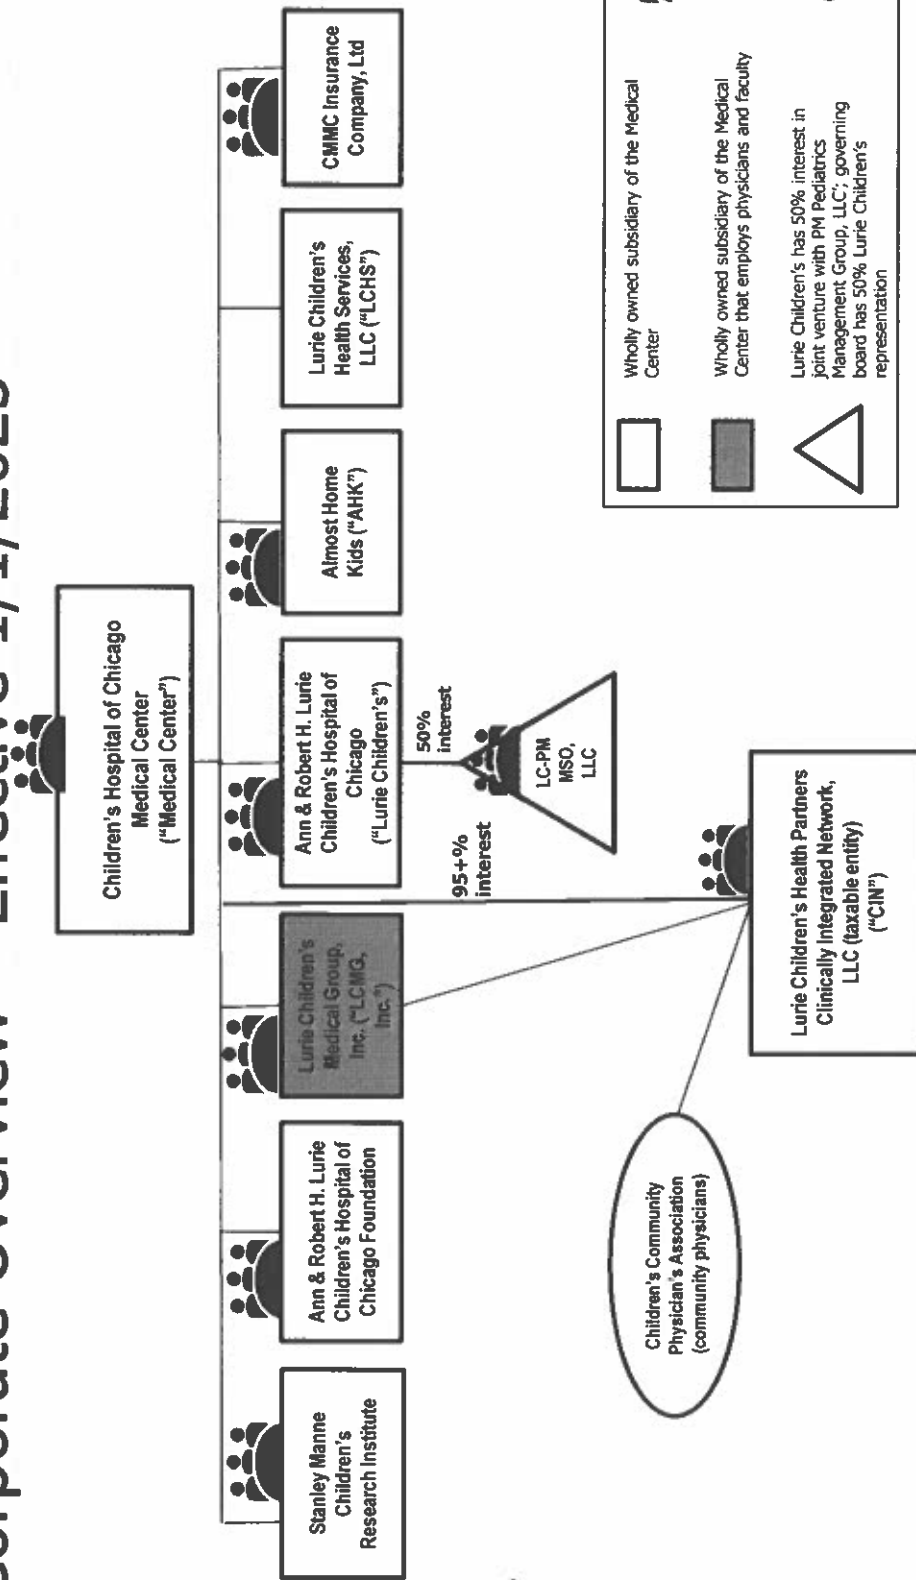 Corporate Overview – Effective 1/1/2023
Children's Hospital of Chicago
Medical Center
("Medical Center")
Stanley Manne
Children's
Research Institute
Ann & Robert H. Lurie
Children's Hospital of
Chicago Foundation
Lurie Children's
Medical Group,
Inc. ("LCMG,
Inc.")
Ann & Robert H. Lurie
Children's Hospital of
Chicago
("Lurie Children's")
Almost Home
Kids ("AHK")
Lurie Children's
Health Services,
LLC ("LCHS")
CMMC Insurance
Company, Ltd
95+%
interest
50%
interest
LC-PM
MSO,
LLC
Children's Community
Physician's Association
(community physicians)
Lurie Children's Health Partners
Clinically Integrated Network,
LLC (taxable entity)
("CIN")
Wholly owned subsidiary of the Medical
Center
Wholly owned subsidiary of the Medical
Center that employs physicians and faculty
Lurie Children's has 50% interest in
joint venture with PM Pediatrics
Management Group, LLC'; governing
board has 50% Lurie Children's
representation